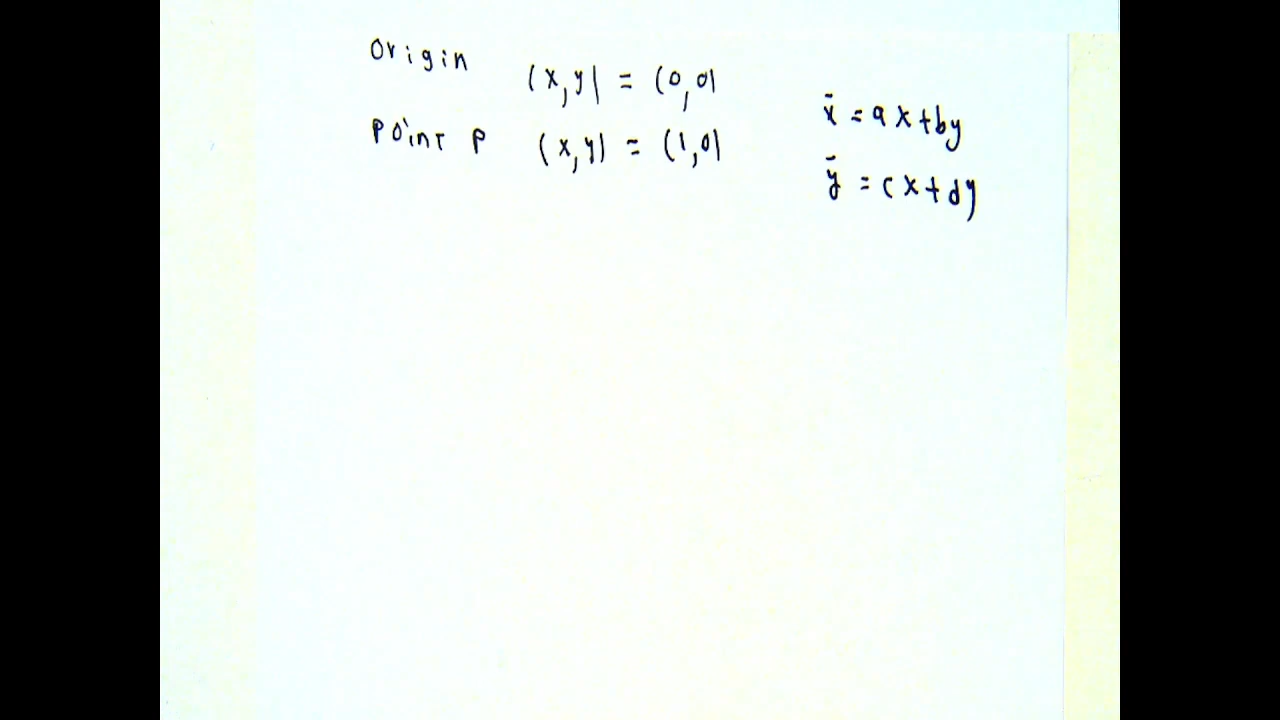 Origin (x,y) = (0,0)
Point P (x,y) = (1,0)
x̄ = ax+by
ȳ = cx+dy